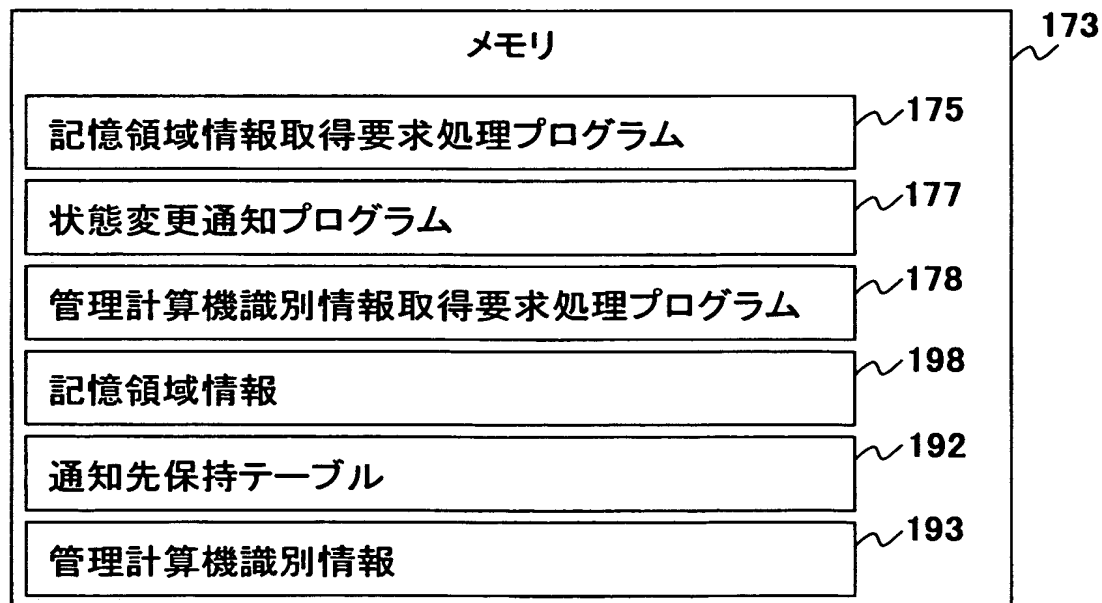 メモリ
173
記憶領域情報取得要求処理プログラム
175
状態変更通知プログラム
177
管理計算機識別情報取得要求処理プログラム
178
記憶領域情報
198
通知先保持テーブル
192
管理計算機識別情報
193